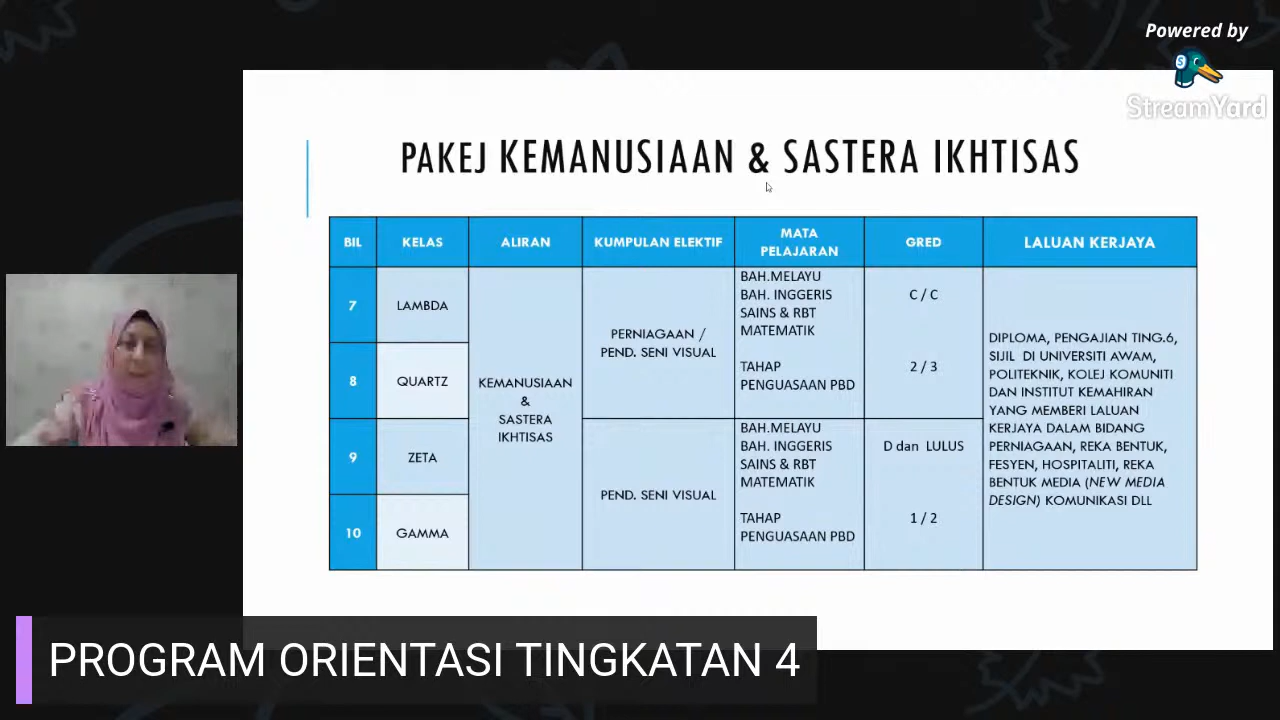 Powered by
StreamYard
PAKEJ KEMANUSIAAN & SASTERA IKHTISAS
BIL
KELAS
ALIRAN
KUMPULAN ELEKTIF
MATA
PELAJARAN
GRED
LALUAN KERJAYA
7
LAMBDA
8
QUARTZ
9
ZETA
10
GAMMA
KEMANUSIAAN
&
SASTERA
IKHTISAS
PERNIAGAAN /
PEND. SENI VISUAL
BAH.MELAYU
BAH. INGGERIS
SAINS & RBT
MATEMATIK
TAHAP
PENGUASAAN PBD
C / C
2 / 3
PEND. SENI VISUAL
BAH.MELAYU
BAH. INGGERIS
SAINS & RBT
MATEMATIK
TAHAP
PENGUASAAN PBD
D dan LULUS
1 / 2
DIPLOMA, PENGAJIAN TING.6,
SIJIL DI UNIVERSITI AWAM,
POLITEKNIK, KOLEJ KOMUNITI
DAN INSTITUT KEMAHIRAN
YANG MEMBERI LALUAN
KERJAYA DALAM BIDANG
PERNIAGAAN, REKA BENTUK,
FESYEN, HOSPITALITI, REKA
BENTUK MEDIA (NEW MEDIA
DESIGN) KOMUNIKASI DLL
PROGRAM ORIENTASI TINGKATAN 4